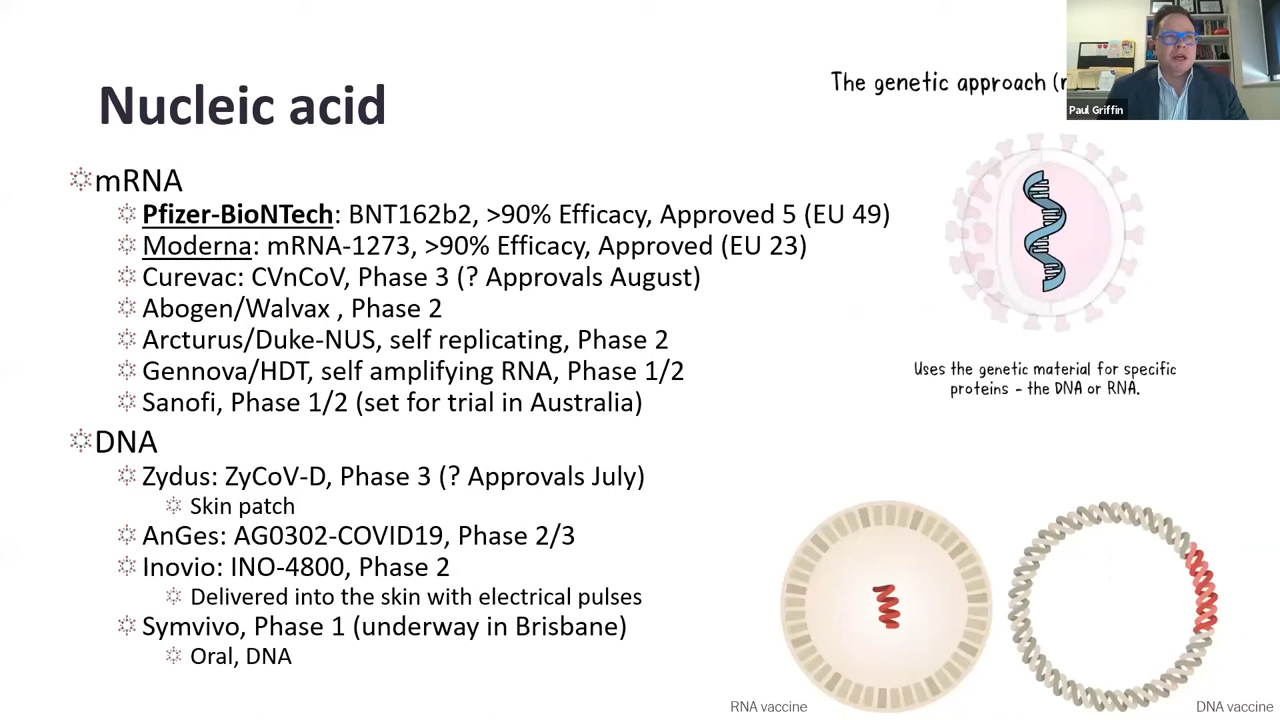 Nucleic acid
The genetic approach (
Paul Griffin
mRNA
Pfizer-BioNTech: BNT162b2, >90% Efficacy, Approved 5 (EU 49)
Moderna: mRNA-1273, >90% Efficacy, Approved (EU 23)
Curevac: CVnCoV, Phase 3 (? Approvals August)
Abogen/Walvax , Phase 2
Arcturus/Duke-NUS, self replicating, Phase 2
Gennova/HDT, self amplifying RNA, Phase 1/2
Sanofi, Phase 1/2 (set for trial in Australia)
DNA
Zydus: ZyCoV-D, Phase 3 (? Approvals July)
Skin patch
AnGes: AG0302-COVID19, Phase 2/3
Inovio: INO-4800, Phase 2
Delivered into the skin with electrical pulses
Symvivo, Phase 1 (underway in Brisbane)
Oral, DNA
Uses the genetic material for specific
proteins - the DNA or RNA.
RNA vaccine
DNA vaccine